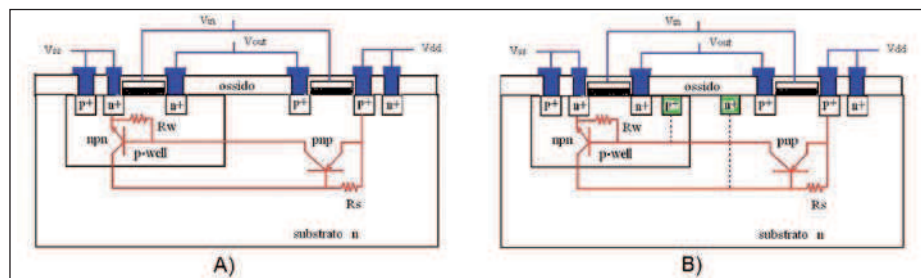 Vin
Vss
Vout
Vdd
ossido
p+ n+ n+ p+ p+ n+
Rw
npn
p-well
pnp
Rs
substrato n
A)
Vin
Vss
Vout
Vdd
ossido
p+ n+ n+ p+ n+ p+ p+ n+
Rw
npn
p-well
pnp
Rs
substrato n
B)